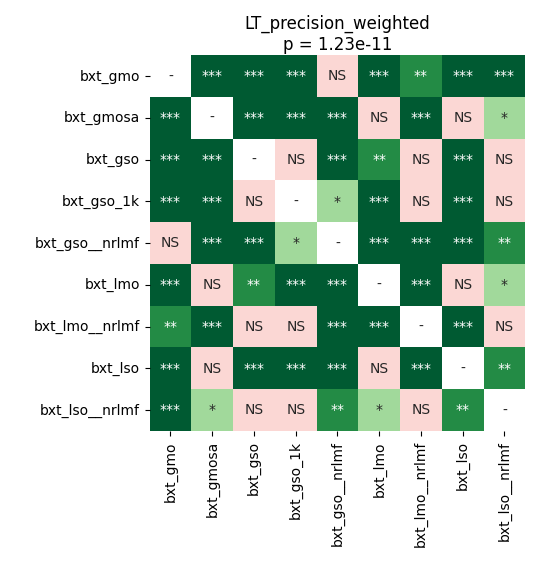 LT_precision_weighted
p = 1.23e-11
bxt_gmo - *** *** *** NS *** ** *** ***
bxt_gmosa *** - *** *** *** NS *** NS *
bxt_gso *** *** - NS *** ** NS *** NS
bxt_gso_1k *** *** NS - * *** NS *** NS
bxt_gso__nrlmf NS *** *** * - *** *** *** **
bxt_lmo *** NS ** *** *** - *** NS *
bxt_lmo__nrlmf ** *** NS NS *** *** - *** NS
bxt_lso *** NS *** *** *** NS *** - **
bxt_lso__nrlmf *** * NS NS ** * NS ** -
bxt_gmo
bxt_gmosa
bxt_gso
bxt_gso_1k
bxt_gso__nrlmf
bxt_lmo
bxt_lmo__nrlmf
bxt_lso
bxt_lso__nrlmf